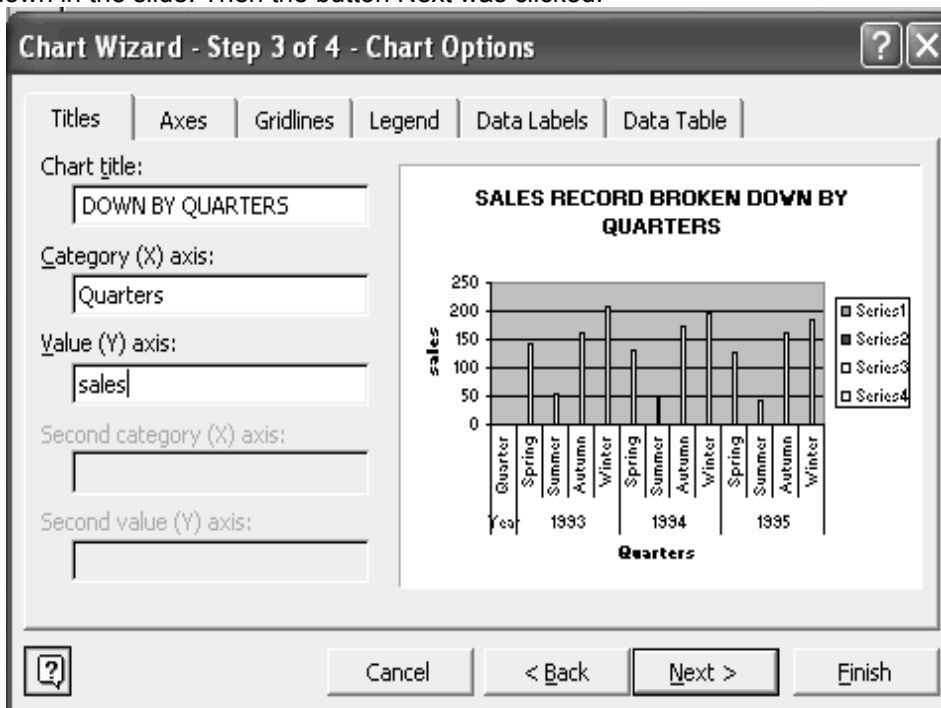 own in the slide. Then the button Next was clicked.
Chart Wizard - Step 3 of 4 - Chart Options
Titles Axes Gridlines Legend Data Labels Data Table
Chart title:
DOWN BY QUARTERS
Category (X) axis:
Quarters
Value (Y) axis:
sales
Second category (X) axis:
Second value (Y) axis:
SALES RECORD BROKEN DOWN BY
QUARTERS
250
200
150
100
50
0
sales
Quarter Spring Summer Autumn Winter Spring Summer Autumn Winter Spring Summer Autumn Winter
Year 1993 1994 1995
Quarters
Series1
Series2
Series3
Series4
Cancel < Back Next > Finish